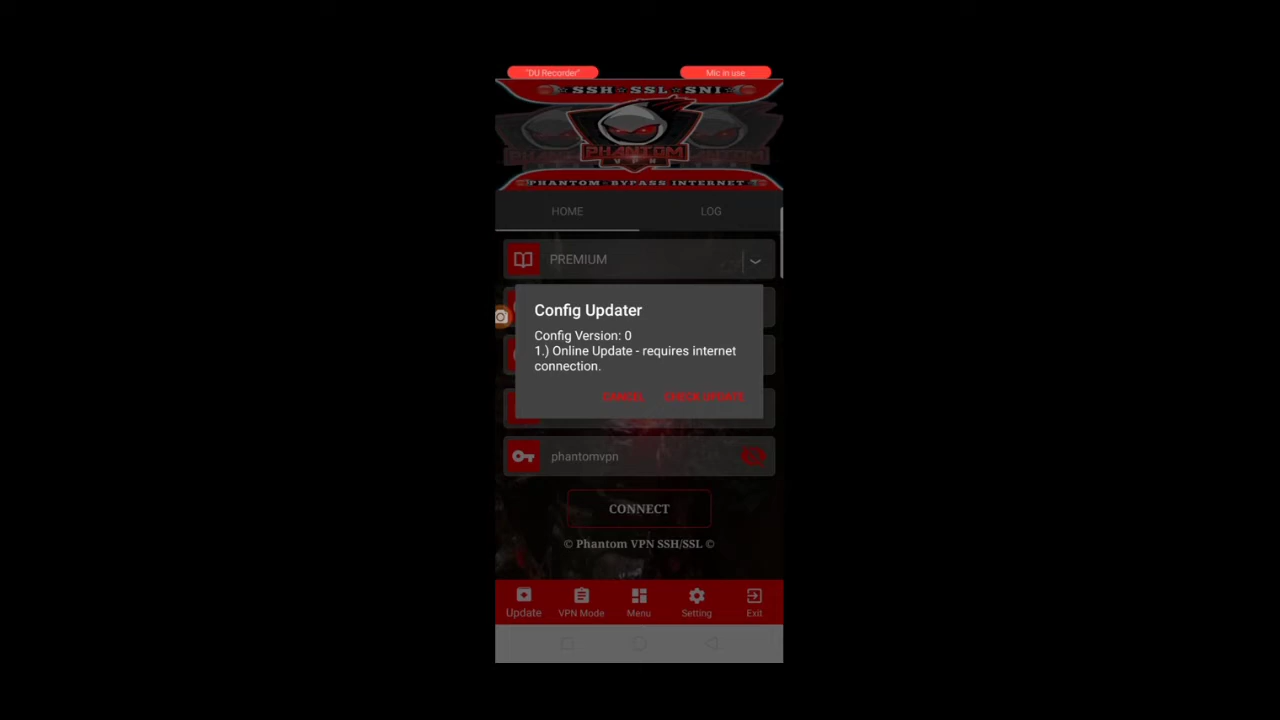 "DU Recorder"
Mic in use
SSH☆SSL☆SNI
PHANTOM
VPN
PHANTOM BYPASS INTERNET
HOME
LOG
PREMIUM
Config Updater
Config Version: 0
1.) Online Update - requires internet
connection.
CANCEL
CHECK UPDATE
phantomvpn
CONNECT
© Phantom VPN SSH/SSL ©
Update
VPN Mode
Menu
Setting
Exit